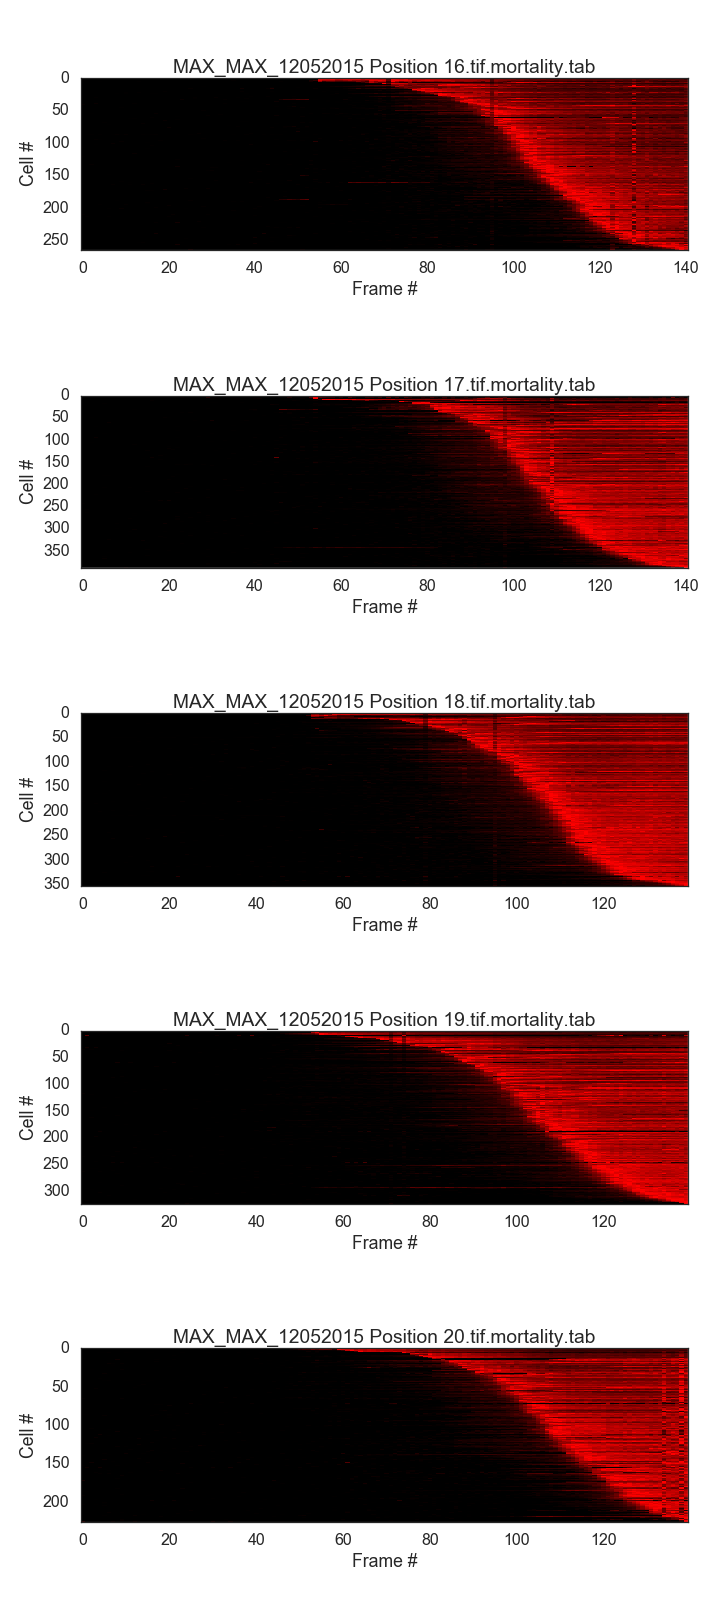 MAX_MAX_12052015 Position 16.tif.mortality.tab
0
50
100
150
200
250
Cell #
0 20 40 60 80 100 120 140
Frame #
MAX_MAX_12052015 Position 17.tif.mortality.tab
0
50
100
150
200
250
300
350
Cell #
0 20 40 60 80 100 120 140
Frame #
MAX_MAX_12052015 Position 18.tif.mortality.tab
0
50
100
150
200
250
300
350
Cell #
0 20 40 60 80 100 120
Frame #
MAX_MAX_12052015 Position 19.tif.mortality.tab
0
50
100
150
200
250
300
Cell #
0 20 40 60 80 100 120
Frame #
MAX_MAX_12052015 Position 20.tif.mortality.tab
0
50
100
150
200
Cell #
0 20 40 60 80 100 120
Frame #